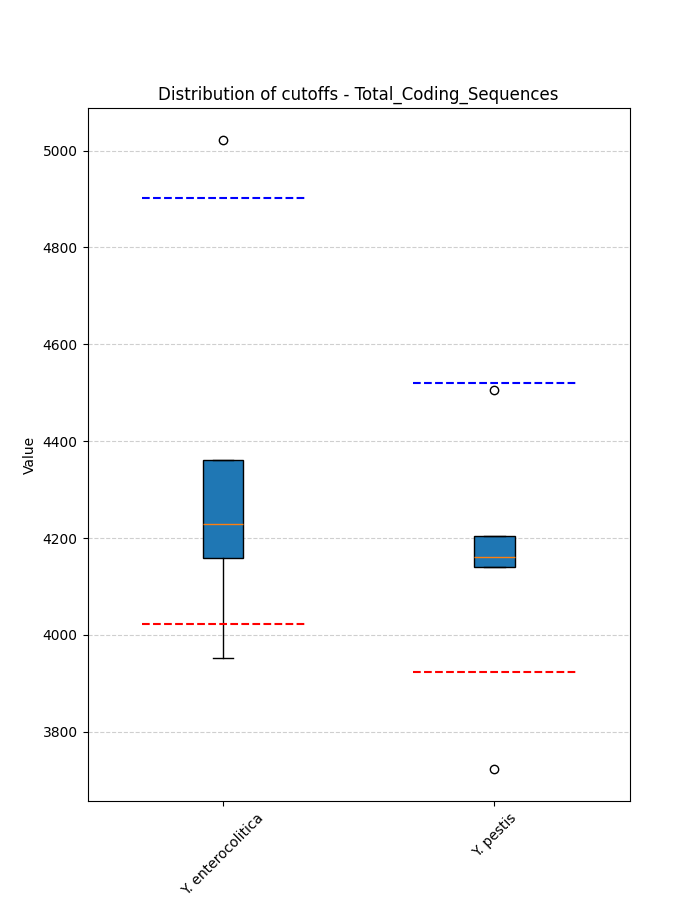 Distribution of cutoffs - Total_Coding_Sequences
5000
4800
4600
4400
4200
4000
3800
Value
Y. enterocolitica
Y. pestis